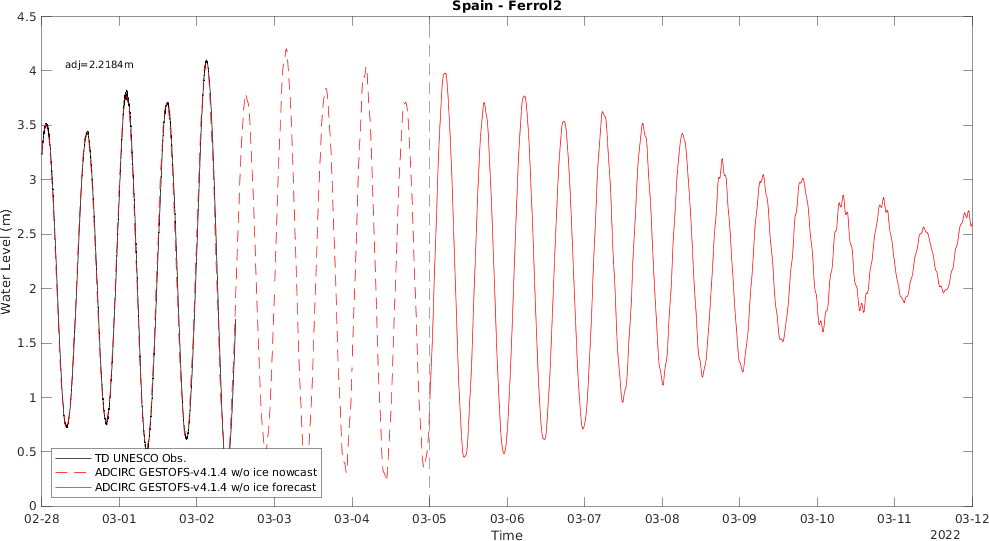 Spain - Ferrol2
4.5
4
3.5
3
2.5
2
1.5
1
0.5
0
Water Level (m)
adj=2.2184m
TD UNESCO Obs.
ADCIRC GESTOFS-v4.1.4 w/o ice nowcast
ADCIRC GESTOFS-v4.1.4 w/o ice forecast
02-28 03-01 03-02 03-03 03-04 03-05 03-06 03-07 03-08 03-09 03-10 03-11 03-12
Time
2022